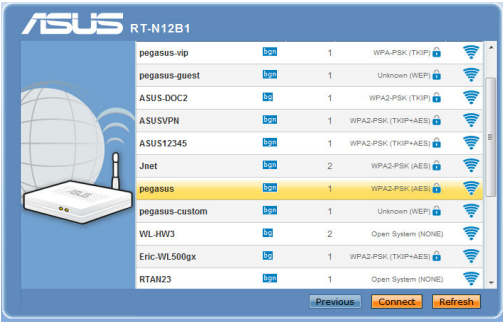 ASUS RT-N12B1
pegasus-vip bgn 1 WPA-PSK (TKIP)
pegasus-guest bgn 1 Unknown (WEP)
ASUS-DOC2 bg 1 WPA2-PSK (TKIP)
ASUSVPN bgn 1 WPA2-PSK (TKIP+AES)
ASUS12345 bgn 1 WPA2-PSK (TKIP+AES)
Jnet bgn 2 WPA2-PSK (AES)
pegasus bgn 1 WPA2-PSK (AES)
pegasus-custom bgn 1 Unknown (WEP)
WL-HW3 bg 2 Open System (NONE)
Eric-WL500gx bg 1 WPA2-PSK (TKIP+AES)
RTAN23 bgn 1 Open System (NONE)
Previous Connect Refresh